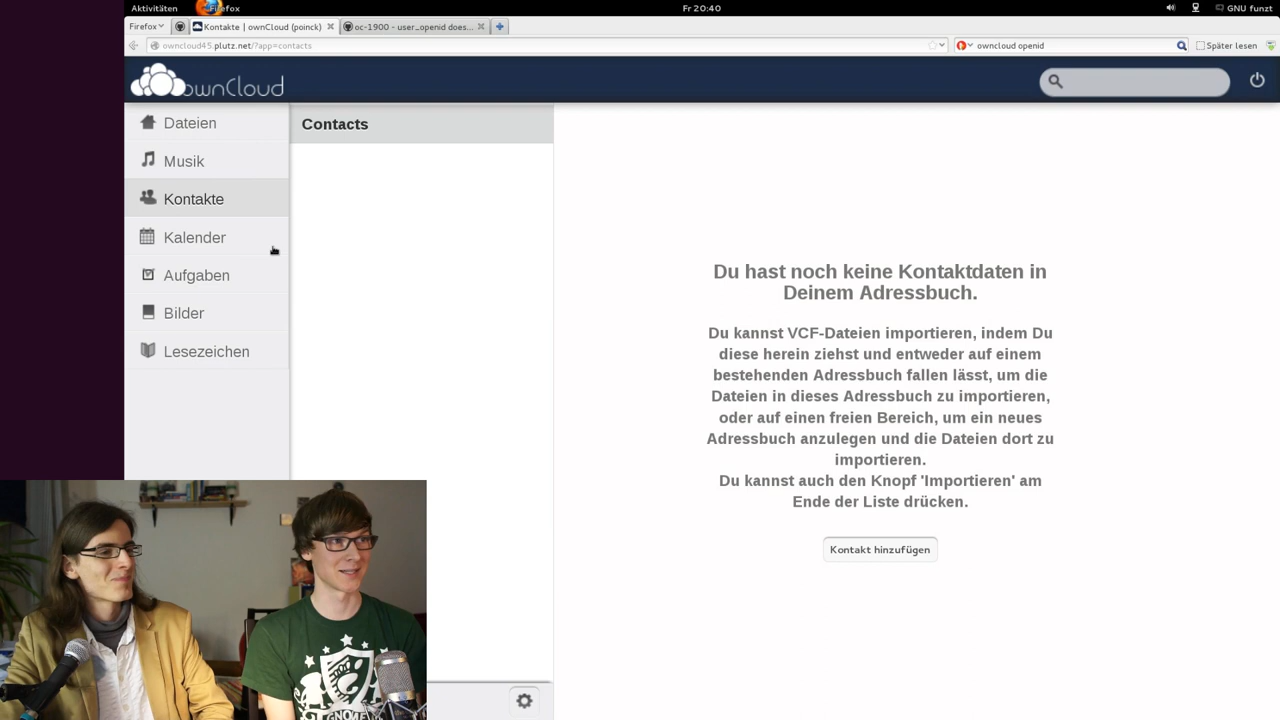 Aktivitäten Firefox Fr 20:40 GNU funzt
Firefox Kontakte | ownCloud (poinck) oc-1900 - user_openid does...
owncloud45.plutz.net/?app=contacts owncloud openid Später lesen
ownCloud
Dateien
Musik
Kontakte
Kalender
Aufgaben
Bilder
Lesezeichen
Contacts
Du hast noch keine Kontaktdaten in
Deinem Adressbuch.
Du kannst VCF-Dateien importieren, indem Du
diese herein ziehst und entweder auf einem
bestehenden Adressbuch fallen lässt, um die
Dateien in dieses Adressbuch zu importieren,
oder auf einen freien Bereich, um ein neues
Adressbuch anzulegen und die Dateien dort zu
importieren.
Du kannst auch den Knopf 'Importieren' am
Ende der Liste drücken.
Kontakt hinzufügen
GNOME